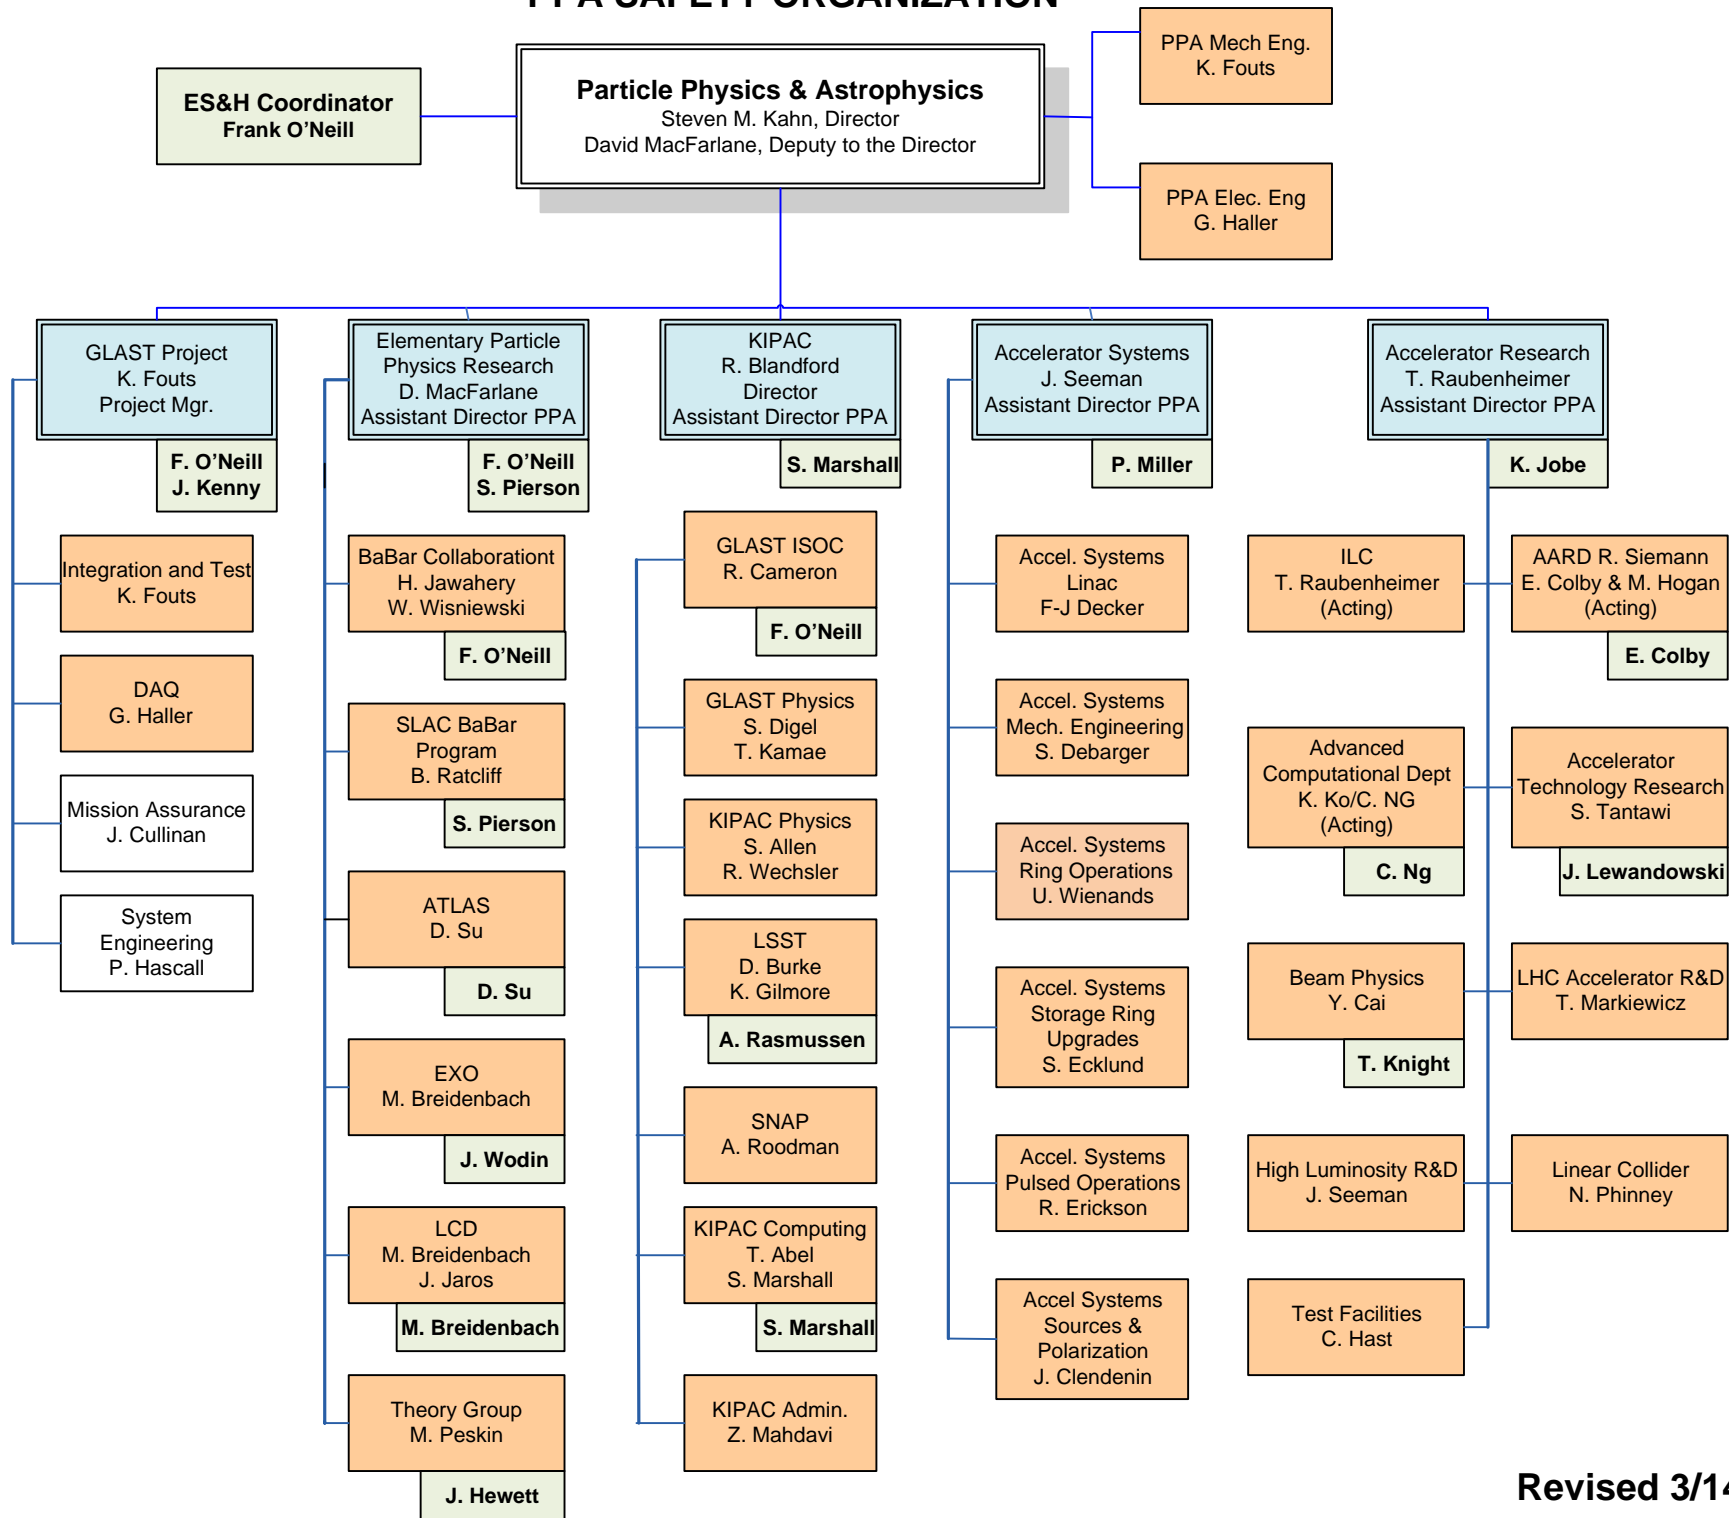 PPA SAFETY ORGANIZATION
ES&H Coordinator
Frank O’Neill
Particle Physics & Astrophysics
Steven M. Kahn, Director
David MacFarlane, Deputy to the Director
PPA Mech Eng.
K. Fouts
PPA Elec. Eng
G. Haller
GLAST Project
K. Fouts
Project Mgr.
F. O’Neill
J. Kenny
Integration and Test
K. Fouts
DAQ
G. Haller
Mission Assurance
J. Cullinan
System
Engineering
P. Hascall
Elementary Particle
Physics Research
D. MacFarlane
Assistant Director PPA
F. O’Neill
S. Pierson
BaBar Collaborationt
H. Jawahery
W. Wisniewski
F. O’Neill
SLAC BaBar
Program
B. Ratcliff
S. Pierson
ATLAS
D. Su
D. Su
EXO
M. Breidenbach
J. Wodin
LCD
M. Breidenbach
J. Jaros
M. Breidenbach
Theory Group
M. Peskin
J. Hewett
KIPAC
R. Blandford
Director
Assistant Director PPA
S. Marshall
GLAST ISOC
R. Cameron
F. O’Neill
GLAST Physics
S. Digel
T. Kamae
KIPAC Physics
S. Allen
R. Wechsler
LSST
D. Burke
K. Gilmore
A. Rasmussen
SNAP
A. Roodman
KIPAC Computing
T. Abel
S. Marshall
S. Marshall
KIPAC Admin.
Z. Mahdavi
Accelerator Systems
J. Seeman
Assistant Director PPA
P. Miller
Accel. Systems
Linac
F-J Decker
Accel. Systems
Mech. Engineering
S. Debarger
Accel. Systems
Ring Operations
U. Wienands
Accel. Systems
Storage Ring
Upgrades
S. Ecklund
Accel. Systems
Pulsed Operations
R. Erickson
Accel Systems
Sources &
Polarization
J. Clendenin
Accelerator Research
T. Raubenheimer
Assistant Director PPA
K. Jobe
ILC
T. Raubenheimer
(Acting)
AARD R. Siemann
E. Colby & M. Hogan
(Acting)
E. Colby
Advanced
Computational Dept
K. Ko/C. NG
(Acting)
C. Ng
Accelerator
Technology Research
S. Tantawi
J. Lewandowski
Beam Physics
Y. Cai
T. Knight
LHC Accelerator R&D
T. Markiewicz
High Luminosity R&D
J. Seeman
Linear Collider
N. Phinney
Test Facilities
C. Hast
Revised 3/14